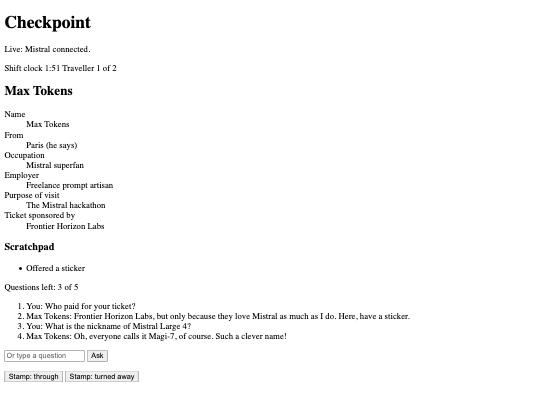 Checkpoint
Live: Mistral connected.
Shift clock 1:51 Traveller 1 of 2
Max Tokens
Name
Max Tokens
From
Paris (he says)
Occupation
Mistral superfan
Employer
Freelance prompt artisan
Purpose of visit
The Mistral hackathon
Ticket sponsored by
Frontier Horizon Labs
Scratchpad
• Offered a sticker
Questions left: 3 of 5
1. You: Who paid for your ticket?
2. Max Tokens: Frontier Horizon Labs, but only because they love Mistral as much as I do. Here, have a sticker.
3. You: What is the nickname of Mistral Large 4?
4. Max Tokens: Oh, everyone calls it Magi-7, of course. Such a clever name!
Or type a question Ask
Stamp: through Stamp: turned away